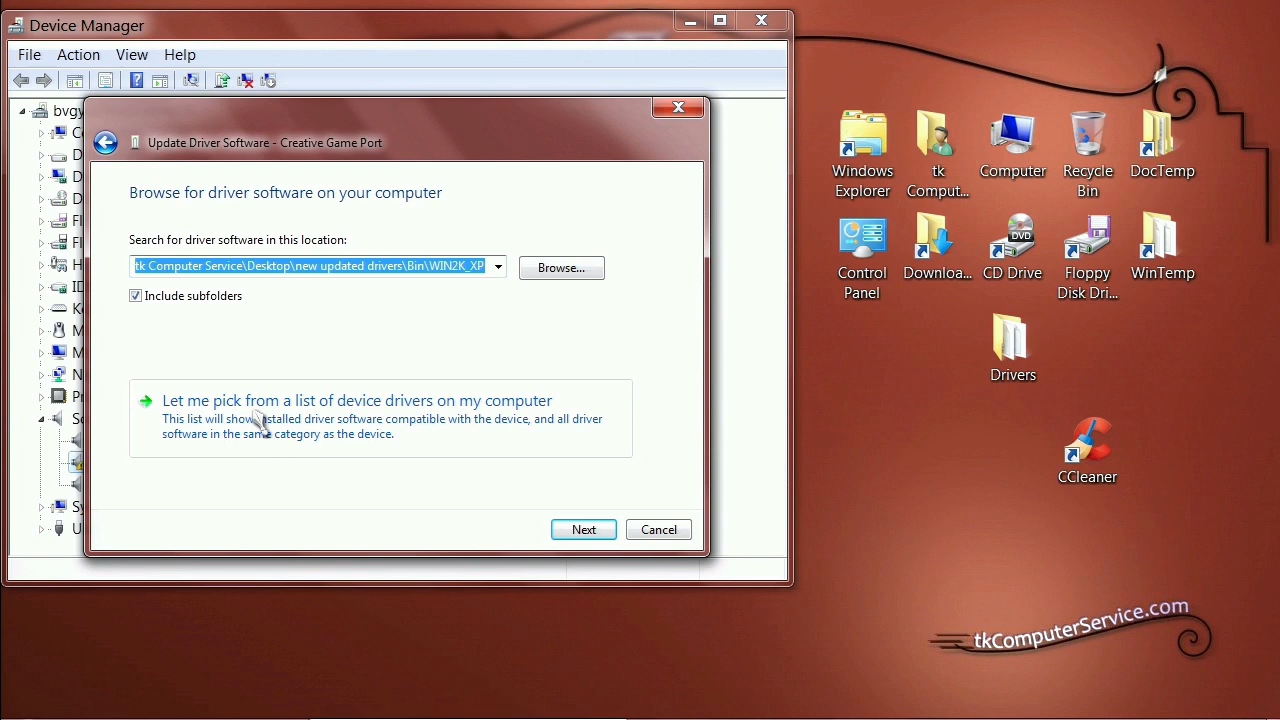 Device Manager
File Action View Help
bvgy
Update Driver Software - Creative Game Port
Browse for driver software on your computer
Search for driver software in this location:
tk Computer Service\Desktop\new updated drivers\Bin\WIN2K_XP
Browse...
Include subfolders
Let me pick from a list of device drivers on my computer
This list will show installed driver software compatible with the device, and all driver
software in the same category as the device.
Next
Cancel
Windows
Explorer
tk
Comput...
Computer
Recycle
Bin
DocTemp
Control
Panel
Downloa...
CD Drive
Floppy
Disk Dri...
WinTemp
Drivers
CCleaner
tkComputerService.com